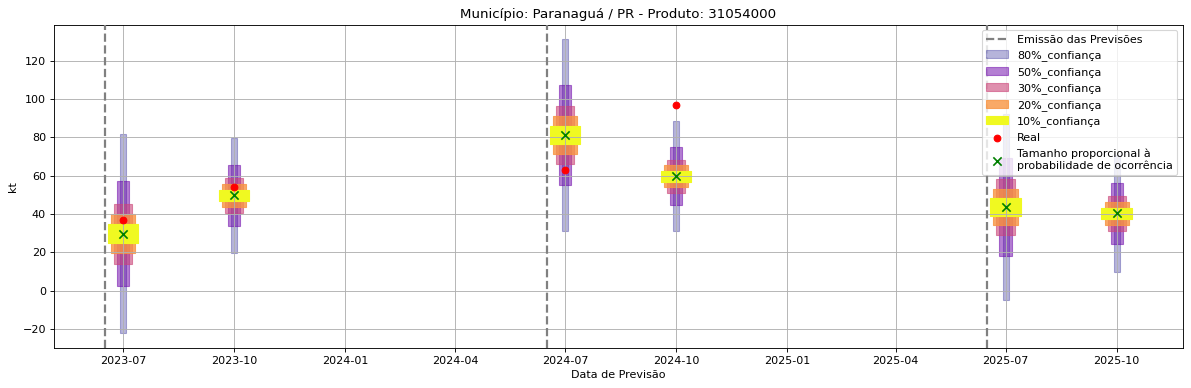 Município: Paranaguá / PR - Produto: 31054000
kt
120
100
80
60
40
20
0
−20
2023-07
2023-10
2024-01
2024-04
2024-07
2024-10
2025-01
2025-04
2025-07
2025-10
Data de Previsão
Emissão das Previsões
80%_confiança
50%_confiança
30%_confiança
20%_confiança
10%_confiança
Real
Tamanho proporcional à
probabilidade de ocorrência